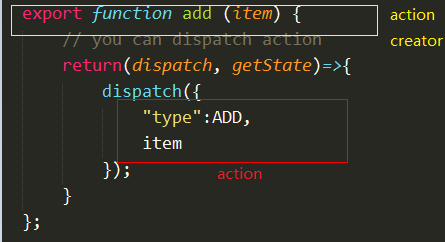 export function add (item) { action
// you can dispatch action creator
return(dispatch, getState)=>{
dispatch({
"type":ADD,
item
}); action
}
};